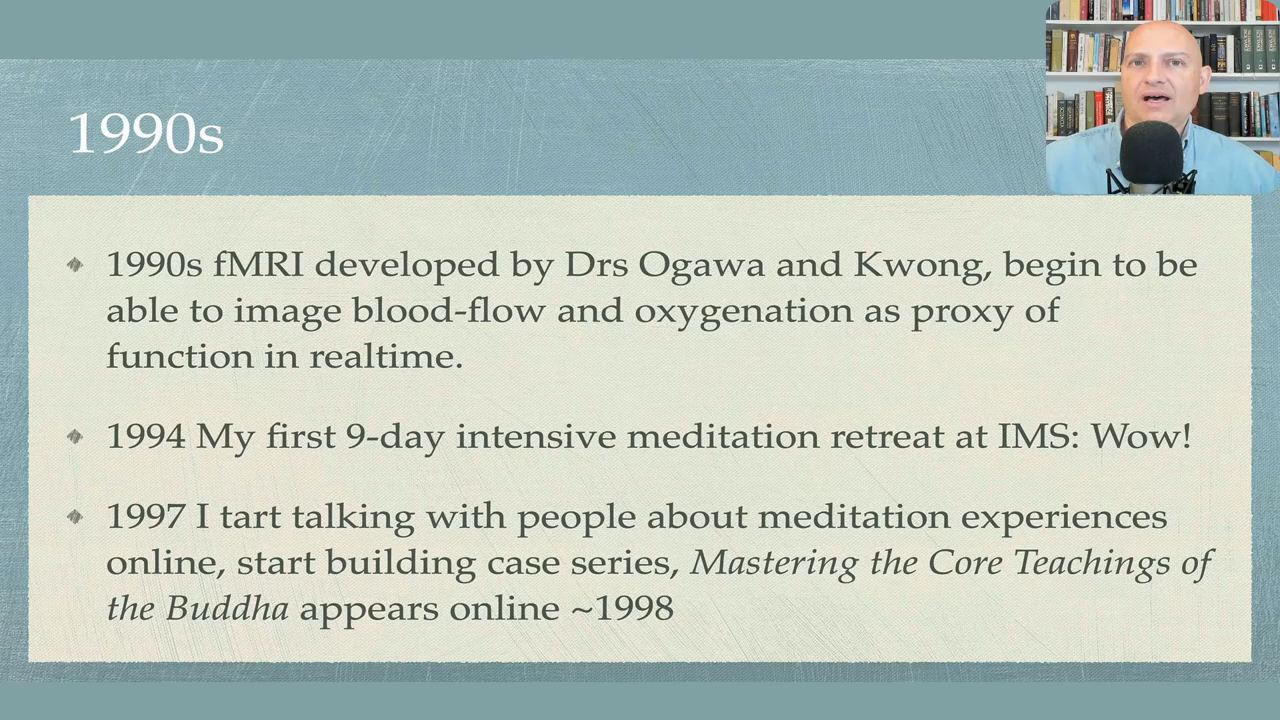 1990s
1990s fMRI developed by Drs Ogawa and Kwong, begin to be
able to image blood-flow and oxygenation as proxy of
function in realtime.
1994 My first 9-day intensive meditation retreat at IMS: Wow!
1997 I tart talking with people about meditation experiences
online, start building case series, Mastering the Core Teachings of
the Buddha appears online ~1998